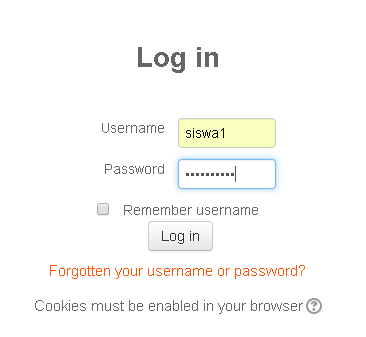 Log in
Username siswa1
Password ••••••••••
Remember username
Log in
Forgotten your username or password?
Cookies must be enabled in your browser ?